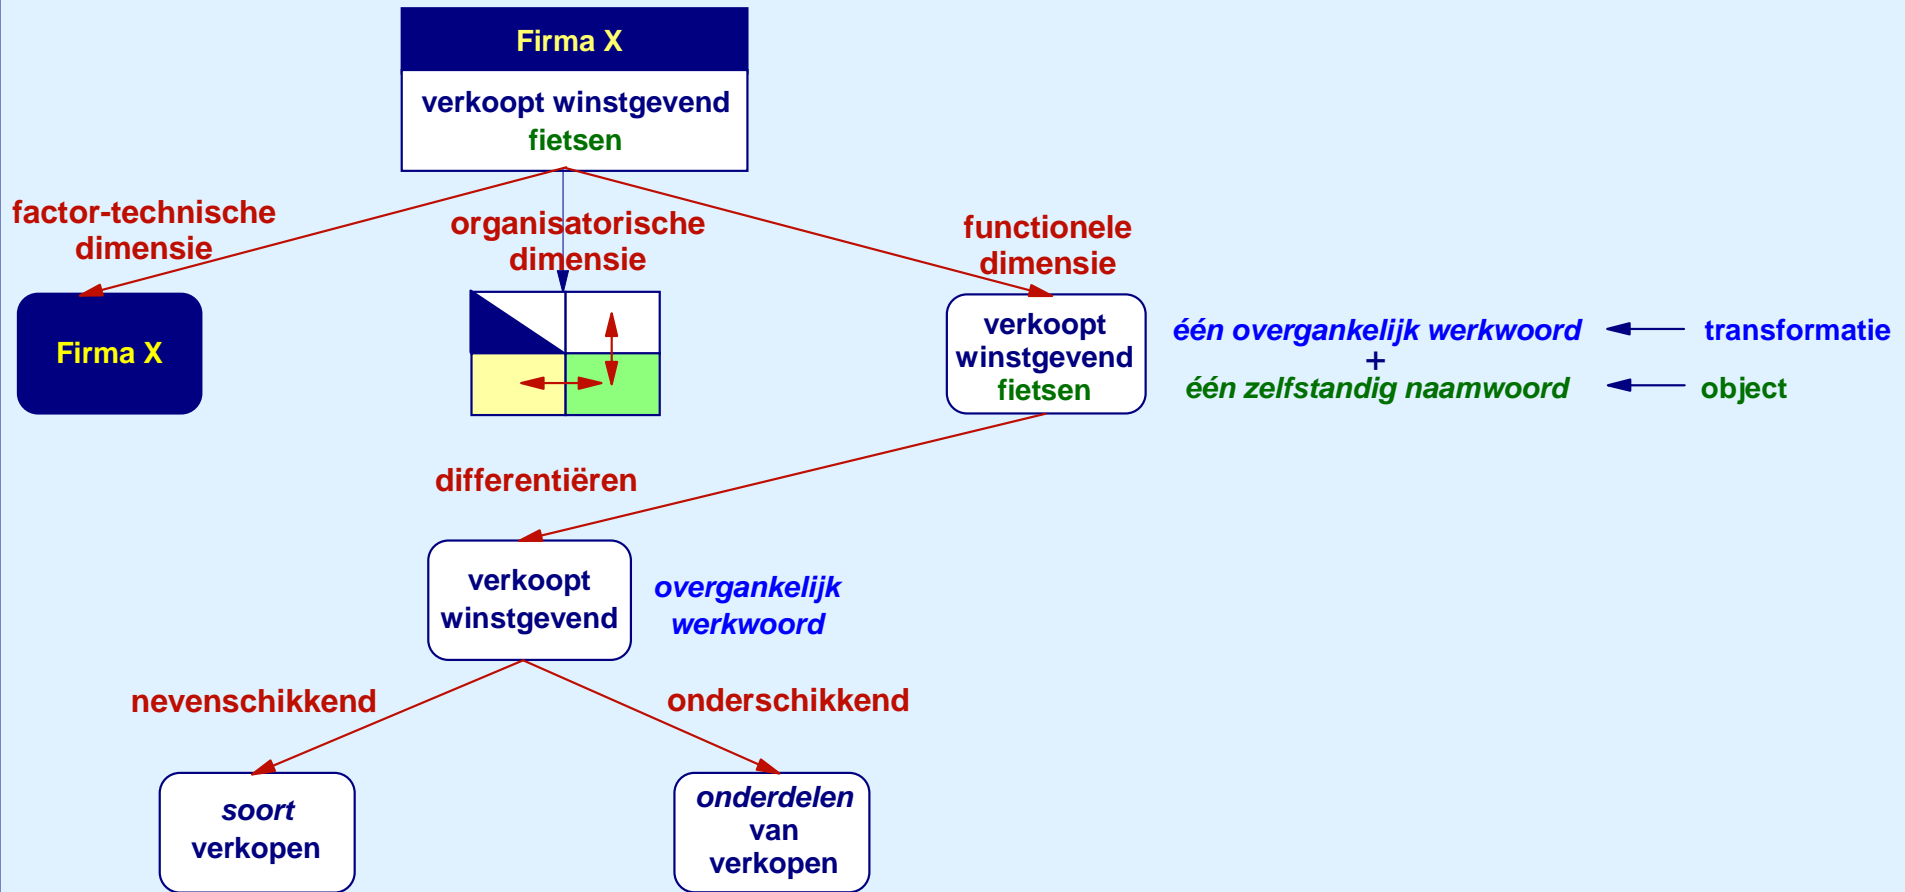 Firma X
verkoopt winstgevend
fietsen
factor-technische
dimensie
organisatorische
dimensie
functionele
dimensie
Firma X
verkoopt
winstgevend
fietsen
één overgankelijk werkwoord
+
één zelfstandig naamwoord
transformatie
object
differentiëren
verkoopt
winstgevend
overgankelijk
werkwoord
nevenschikkend
onderschikkend
soort
verkopen
onderdelen
van
verkopen